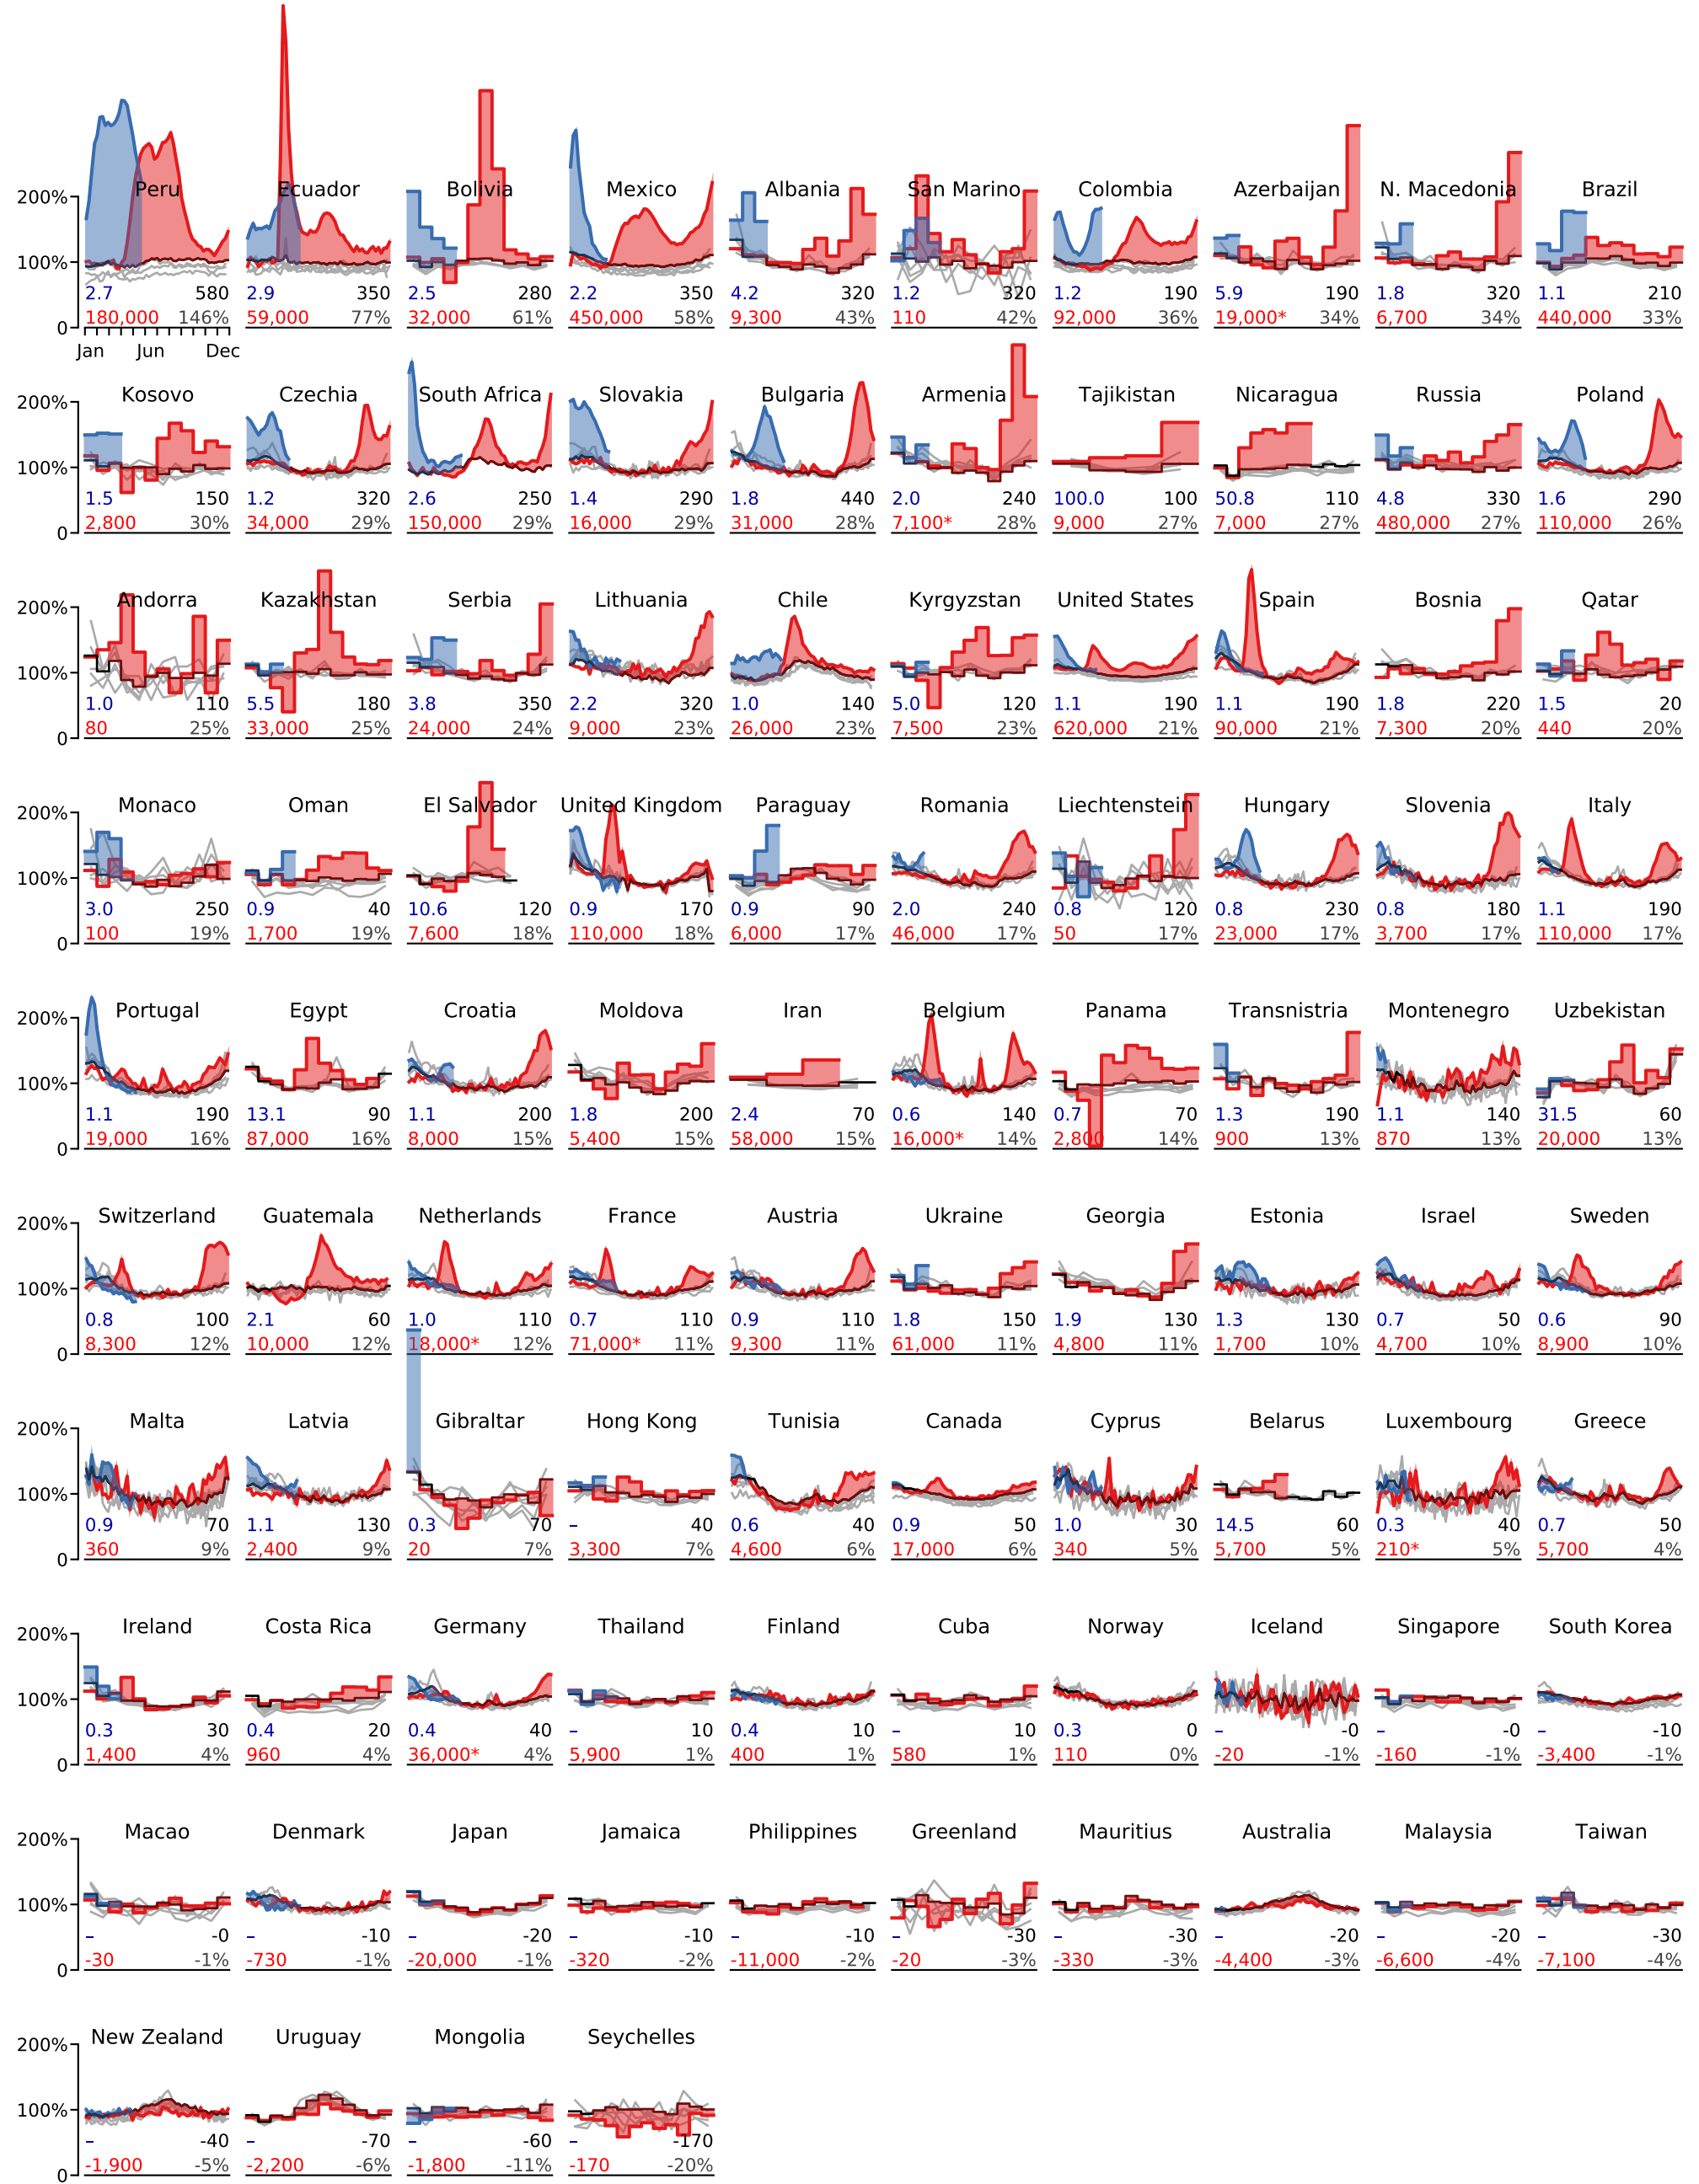 Peru Ecuador Bolivia Mexico Albania San Marino Colombia Azerbaijan N. Macedonia Brazil
200%
100%
2.7 580 2.9 350 2.5 280 2.2 350 4.2 320 1.2 320 1.2 190 5.9 190 1.8 320 1.1 210
180,000 146% 59,000 77% 32,000 61% 450,000 58% 9,300 43% 110 42% 92,000 36% 19,000* 34% 6,700 34% 440,000 33%
0
Jan Jun Dec
Kosovo Czechia South Africa Slovakia Bulgaria Armenia Tajikistan Nicaragua Russia Poland
200%
100%
1.5 150 1.2 320 2.6 250 1.4 290 1.8 440 2.0 240 100.0 100 50.8 110 4.8 330 1.6 290
2,800 30% 34,000 29% 150,000 29% 16,000 29% 31,000 28% 7,100* 28% 9,000 27% 7,000 27% 480,000 27% 110,000 26%
0
Andorra Kazakhstan Serbia Lithuania Chile Kyrgyzstan United States Spain Bosnia Qatar
200%
100%
1.0 110 5.5 180 3.8 350 2.2 320 1.0 140 5.0 120 1.1 190 1.1 190 1.8 220 1.5 20
80 25% 33,000 25% 24,000 24% 9,000 23% 26,000 23% 7,500 23% 620,000 21% 90,000 21% 7,300 20% 440 20%
0
Monaco Oman El Salvador United Kingdom Paraguay Romania Liechtenstein Hungary Slovenia Italy
200%
100%
3.0 250 0.9 40 10.6 120 0.9 170 0.9 90 2.0 240 0.8 120 0.8 230 0.8 180 1.1 190
100 19% 1,700 19% 7,600 18% 110,000 18% 6,000 17% 46,000 17% 50 17% 23,000 17% 3,700 17% 110,000 17%
0
Portugal Egypt Croatia Moldova Iran Belgium Panama Transnistria Montenegro Uzbekistan
200%
100%
1.1 190 13.1 90 1.1 200 1.8 200 2.4 70 0.6 140 0.7 70 1.3 190 1.1 140 31.5 60
19,000 16% 87,000 16% 8,000 15% 5,400 15% 58,000 15% 16,000* 14% 2,800 14% 900 13% 870 13% 20,000 13%
0
Switzerland Guatemala Netherlands France Austria Ukraine Georgia Estonia Israel Sweden
200%
100%
0.8 100 2.1 60 1.0 110 0.7 110 0.9 110 1.8 150 1.9 130 1.3 130 0.7 50 0.6 90
8,300 12% 10,000 12% 18,000* 12% 71,000* 11% 9,300 11% 61,000 11% 4,800 11% 1,700 10% 4,700 10% 8,900 10%
0
Malta Latvia Gibraltar Hong Kong Tunisia Canada Cyprus Belarus Luxembourg Greece
200%
100%
0.9 70 1.1 130 0.3 70 – 40 0.6 40 0.9 50 1.0 30 14.5 60 0.3 40 0.7 50
360 9% 2,400 9% 20 7% 3,300 7% 4,600 6% 17,000 6% 340 5% 5,700 5% 210* 5% 5,700 4%
0
Ireland Costa Rica Germany Thailand Finland Cuba Norway Iceland Singapore South Korea
200%
100%
0.3 30 0.4 20 0.4 40 – 10 0.4 10 – 10 0.3 0 – -0 – -0 – -10
1,400 4% 960 4% 36,000* 4% 5,900 1% 400 1% 580 1% 110 0% -20 -1% -160 -1% -3,400 -1%
0
Macao Denmark Japan Jamaica Philippines Greenland Mauritius Australia Malaysia Taiwan
200%
100%
– -0 – -10 – -20 – -10 – -10 – -30 – -30 – -20 – -20 – -30
-30 -1% -730 -1% -20,000 -1% -320 -2% -11,000 -2% -20 -3% -330 -3% -4,400 -3% -6,600 -4% -7,100 -4%
0
New Zealand Uruguay Mongolia Seychelles
200%
100%
– -40 – -70 – -60 – -170
-1,900 -5% -2,200 -6% -1,800 -11% -170 -20%
0